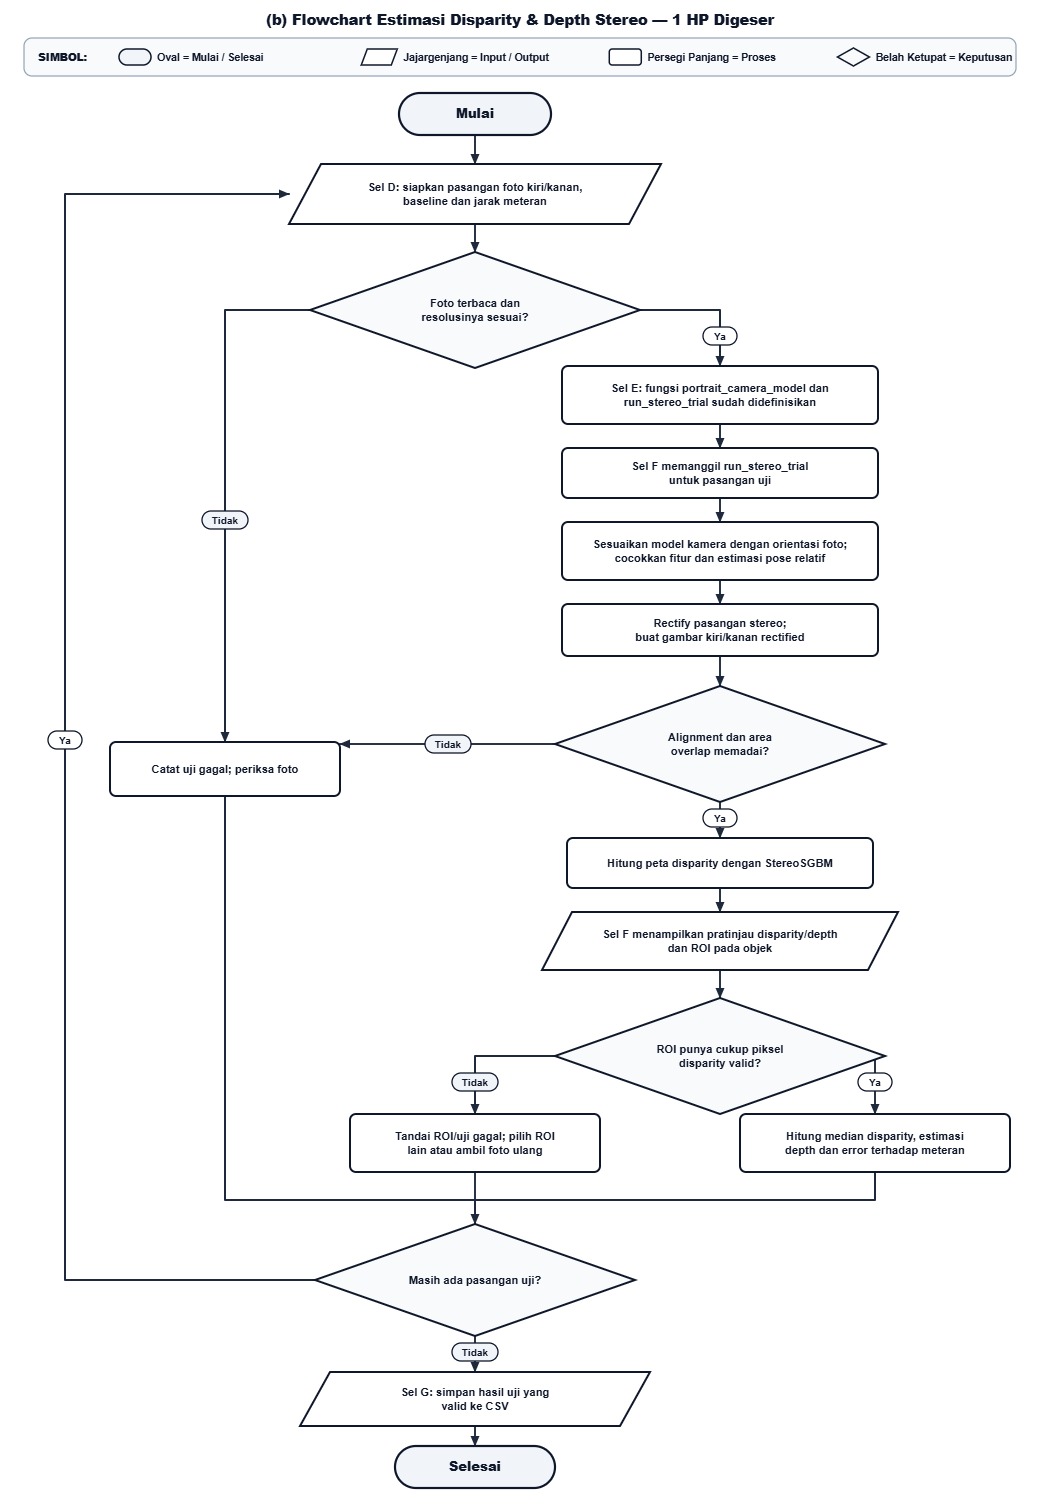 (b) Flowchart Estimasi Disparity & Depth Stereo — 1 HP Digeser
SIMBOL:
Oval = Mulai / Selesai
Jajargenjang = Input / Output
Persegi Panjang = Proses
Belah Ketupat = Keputusan
Mulai
Sel D: siapkan pasangan foto kiri/kanan,
baseline dan jarak meteran
Foto terbaca dan
resolusinya sesuai?
Ya
Sel E: fungsi portrait_camera_model dan
run_stereo_trial sudah didefinisikan
Sel F memanggil run_stereo_trial
untuk pasangan uji
Tidak
Sesuaikan model kamera dengan orientasi foto;
cocokkan fitur dan estimasi pose relatif
Rectify pasangan stereo;
buat gambar kiri/kanan rectified
Ya
Tidak
Alignment dan area
overlap memadai?
Catat uji gagal; periksa foto
Ya
Hitung peta disparity dengan StereoSGBM
Sel F menampilkan pratinjau disparity/depth
dan ROI pada objek
ROI punya cukup piksel
disparity valid?
Tidak
Ya
Tandai ROI/uji gagal; pilih ROI
lain atau ambil foto ulang
Hitung median disparity, estimasi
depth dan error terhadap meteran
Masih ada pasangan uji?
Tidak
Sel G: simpan hasil uji yang
valid ke CSV
Selesai